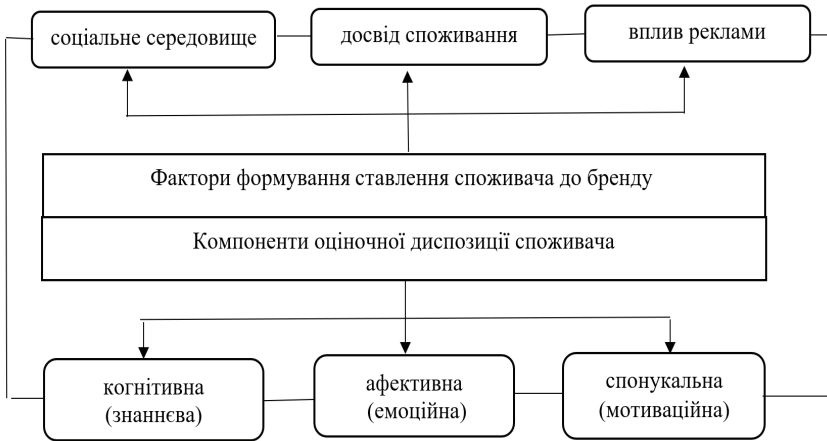 соціальне середовище
досвід споживання
вплив реклами
Фактори формування ставлення споживача до бренду
Компоненти оціночної диспозиції споживача
когнітивна
(знаннєва)
афективна
(емоційна)
спонукальна
(мотиваційна)